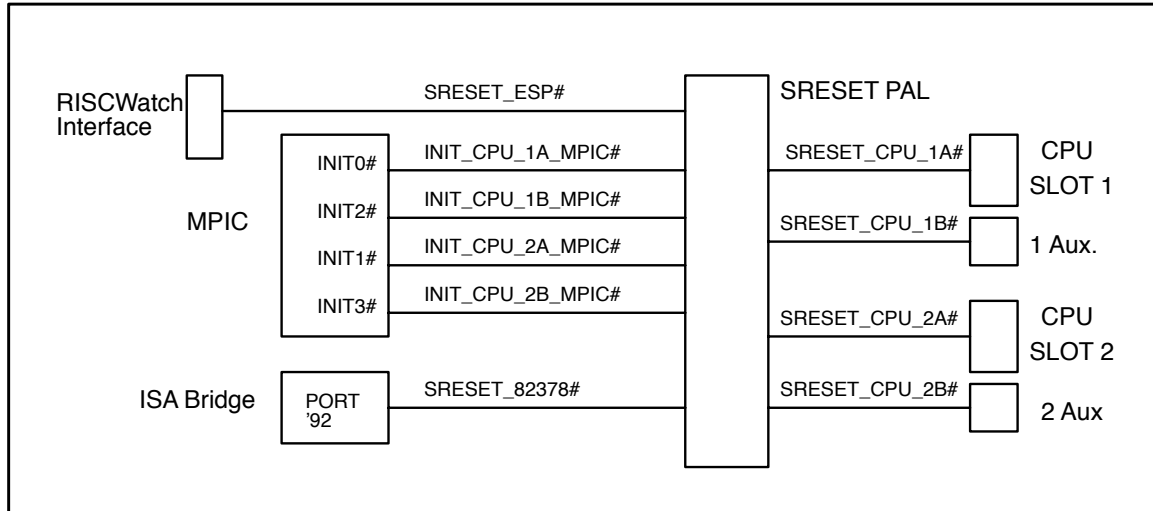 RISCWatch
Interface
SRESET_ESP#
SRESET PAL
MPIC
INIT0#
INIT_CPU_1A_MPIC#
INIT2#
INIT_CPU_1B_MPIC#
INIT1#
INIT_CPU_2A_MPIC#
INIT3#
INIT_CPU_2B_MPIC#
ISA Bridge
PORT
'92
SRESET_82378#
SRESET_CPU_1A#
CPU
SLOT 1
SRESET_CPU_1B#
1 Aux.
SRESET_CPU_2A#
CPU
SLOT 2
SRESET_CPU_2B#
2 Aux